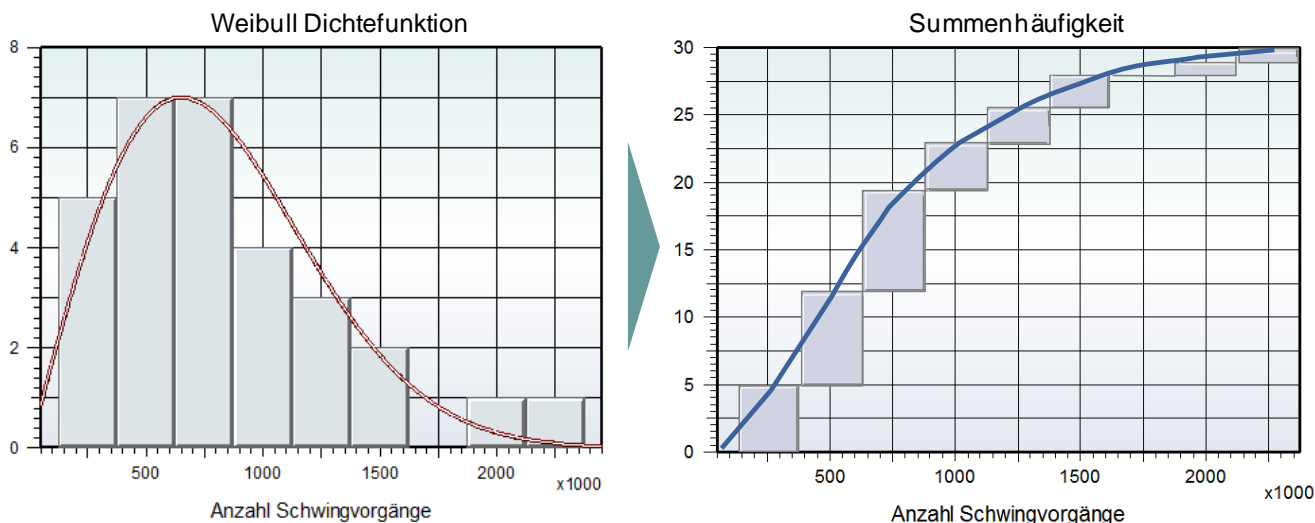 Weibull Dichtefunktion
8
6
4
2
0
500 1000 1500 2000
x1000
Anzahl Schwingvorgänge
Summenhäufigkeit
30
25
20
15
10
5
0
500 1000 1500 2000
x1000
Anzahl Schwingvorgänge